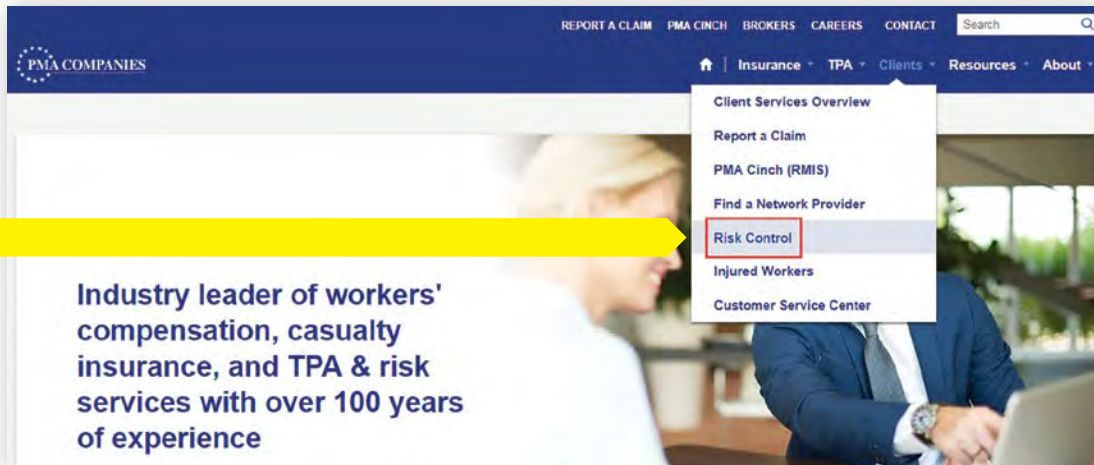 REPORT A CLAIM PMA CINCH BROKERS CAREERS CONTACT Search
PMA COMPANIES
Insurance TPA Clients Resources About
Client Services Overview
Report a Claim
PMA Cinch (RMIS)
Find a Network Provider
Risk Control
Injured Workers
Customer Service Center
Industry leader of workers'
compensation, casualty
insurance, and TPA & risk
services with over 100 years
of experience